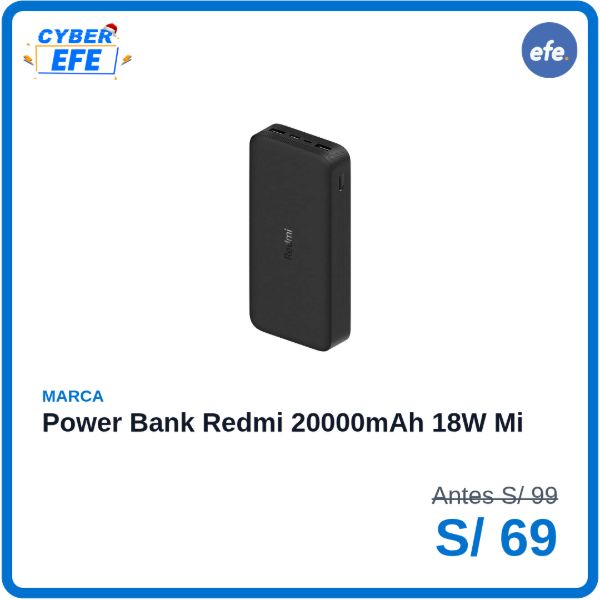 CYBER
EFE
efe.
Redmi
MARCA
Power Bank Redmi 20000mAh 18W Mi
Antes S/ 99
S/ 69